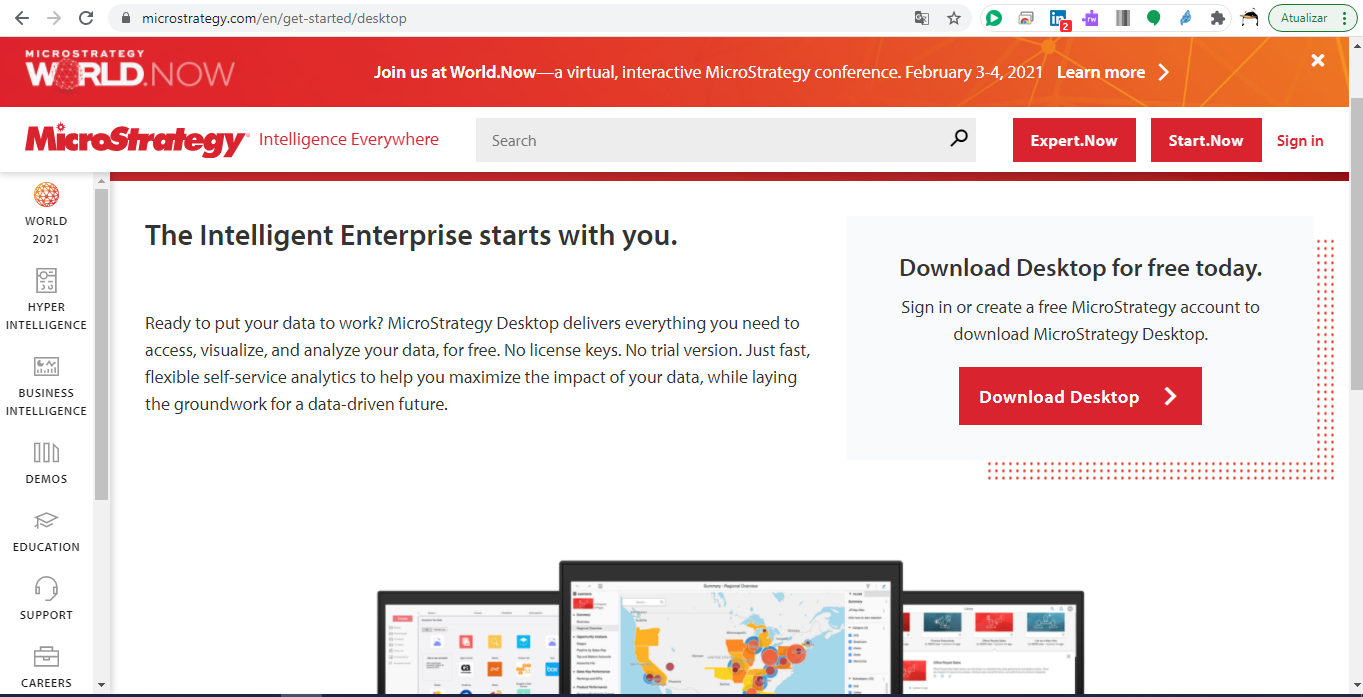 microstrategy.com/en/get-started/desktop
2
Atualizar
MICROSTRATEGY
WORLD.NOW
Join us at World.Now—a virtual, interactive MicroStrategy conference. February 3-4, 2021 Learn more
MicroStrategy Intelligence Everywhere
Search
Expert.Now
Start.Now
Sign in
WORLD
2021
HYPER
INTELLIGENCE
BUSINESS
INTELLIGENCE
DEMOS
EDUCATION
SUPPORT
CAREERS
The Intelligent Enterprise starts with you.
Ready to put your data to work? MicroStrategy Desktop delivers everything you need to
access, visualize, and analyze your data, for free. No license keys. No trial version. Just fast,
flexible self-service analytics to help you maximize the impact of your data, while laying
the groundwork for a data-driven future.
Download Desktop for free today.
Sign in or create a free MicroStrategy account to
download MicroStrategy Desktop.
Download Desktop
Summary - Regional Overview